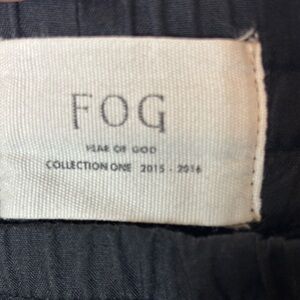 FOG
FEAR OF GOD
COLLECTION ONE 2015 - 2016